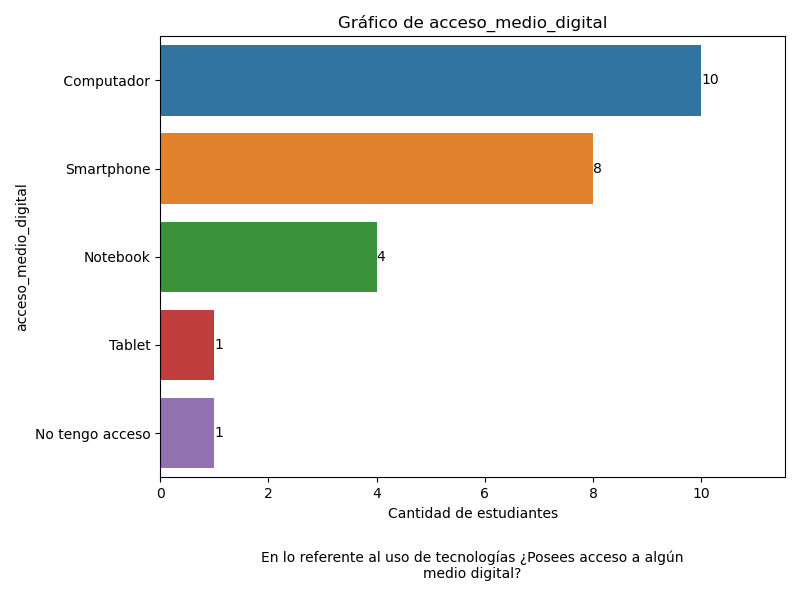 Gráfico de acceso_medio_digital
acceso_medio_digital
Computador
10
Smartphone
8
Notebook
4
Tablet
1
No tengo acceso
1
0 2 4 6 8 10
Cantidad de estudiantes
En lo referente al uso de tecnologías ¿Posees acceso a algún
medio digital?